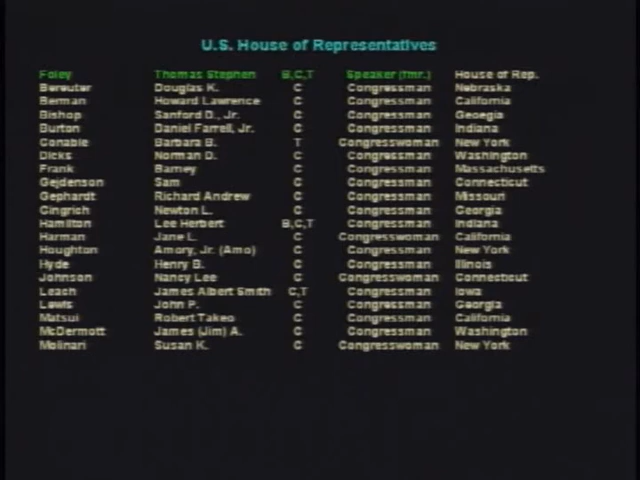 U.S. House of Representatives
Foley Thomas Stephen B,C,T Speaker (fmr.) House of Rep.
Bereuter Douglas K. C Congressman Nebraska
Berman Howard Lawrence C Congressman California
Bishop Sanford D., Jr. C Congressman Georgia
Burton Daniel Farrell, Jr. C Congressman Indiana
Conable Barbara B. T Congresswoman New York
Dicks Norman D. C Congressman Washington
Frank Barney C Congressman Massachusetts
Gejdenson Sam C Congressman Connecticut
Gephardt Richard Andrew C Congressman Missouri
Gingrich Newton L. C Congressman Georgia
Hamilton Lee Herbert B,C,T Congressman Indiana
Harman Jane L. C Congresswoman California
Houghton Amory, Jr. (Amo) C Congressman New York
Hyde Henry B. C Congressman Illinois
Johnson Nancy Lee C Congresswoman Connecticut
Leach James Albert Smith C,T Congressman Iowa
Lewis John P. C Congressman Georgia
Matsui Robert Takeo C Congressman California
McDermott James (Jim) A. C Congressman Washington
Molinari Susan K. C Congresswoman New York